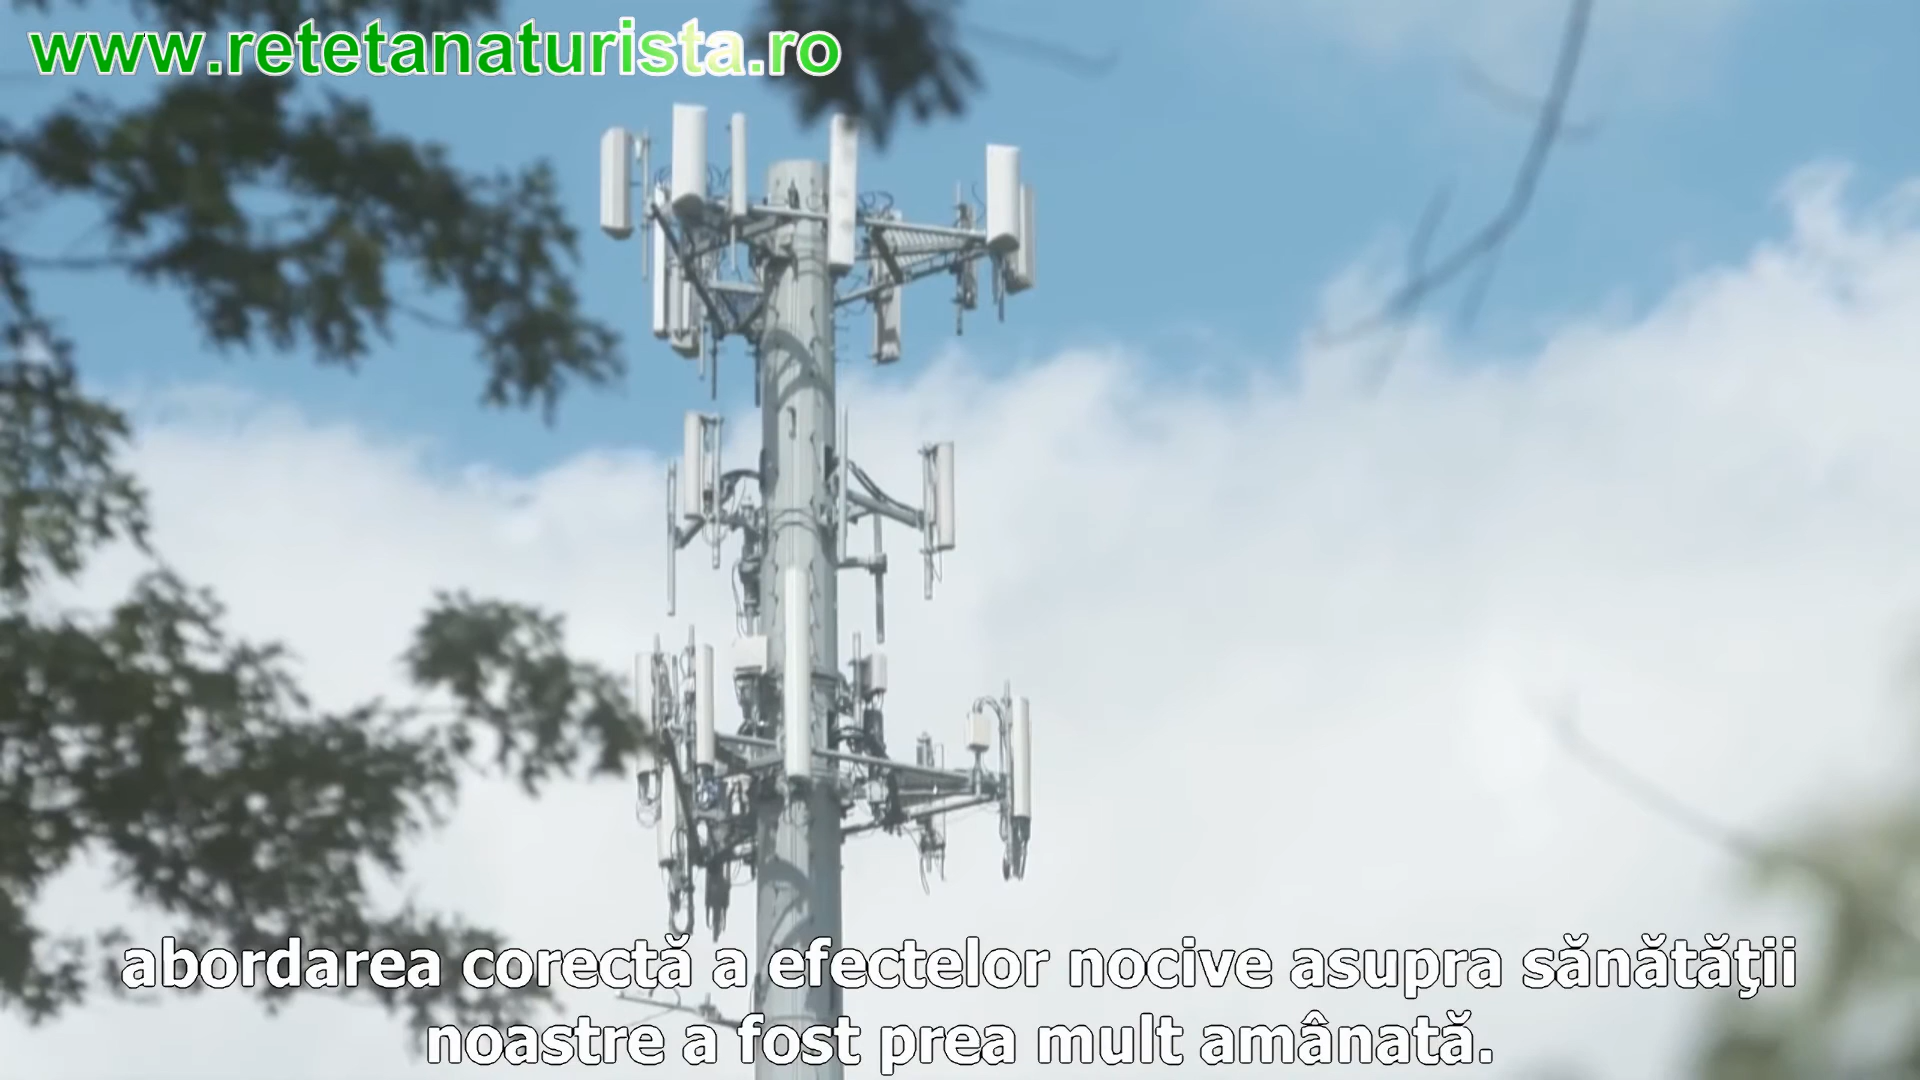 www.retetanaturista.ro
abordarea corectă a efectelor nocive asupra sănătăţii
noastre a fost prea mult amânată.